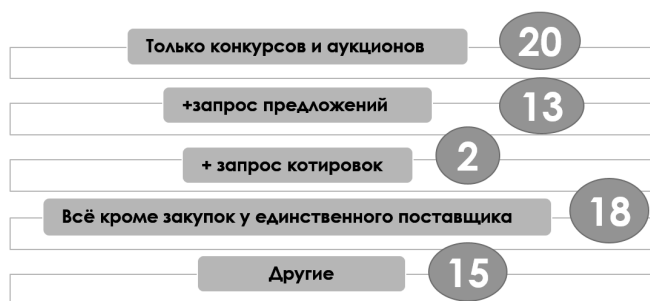 Только конкурсов и аукционов 20
+запрос предложений 13
+ запрос котировок 2
Всё кроме закупок у единственного поставщика 18
Другие 15